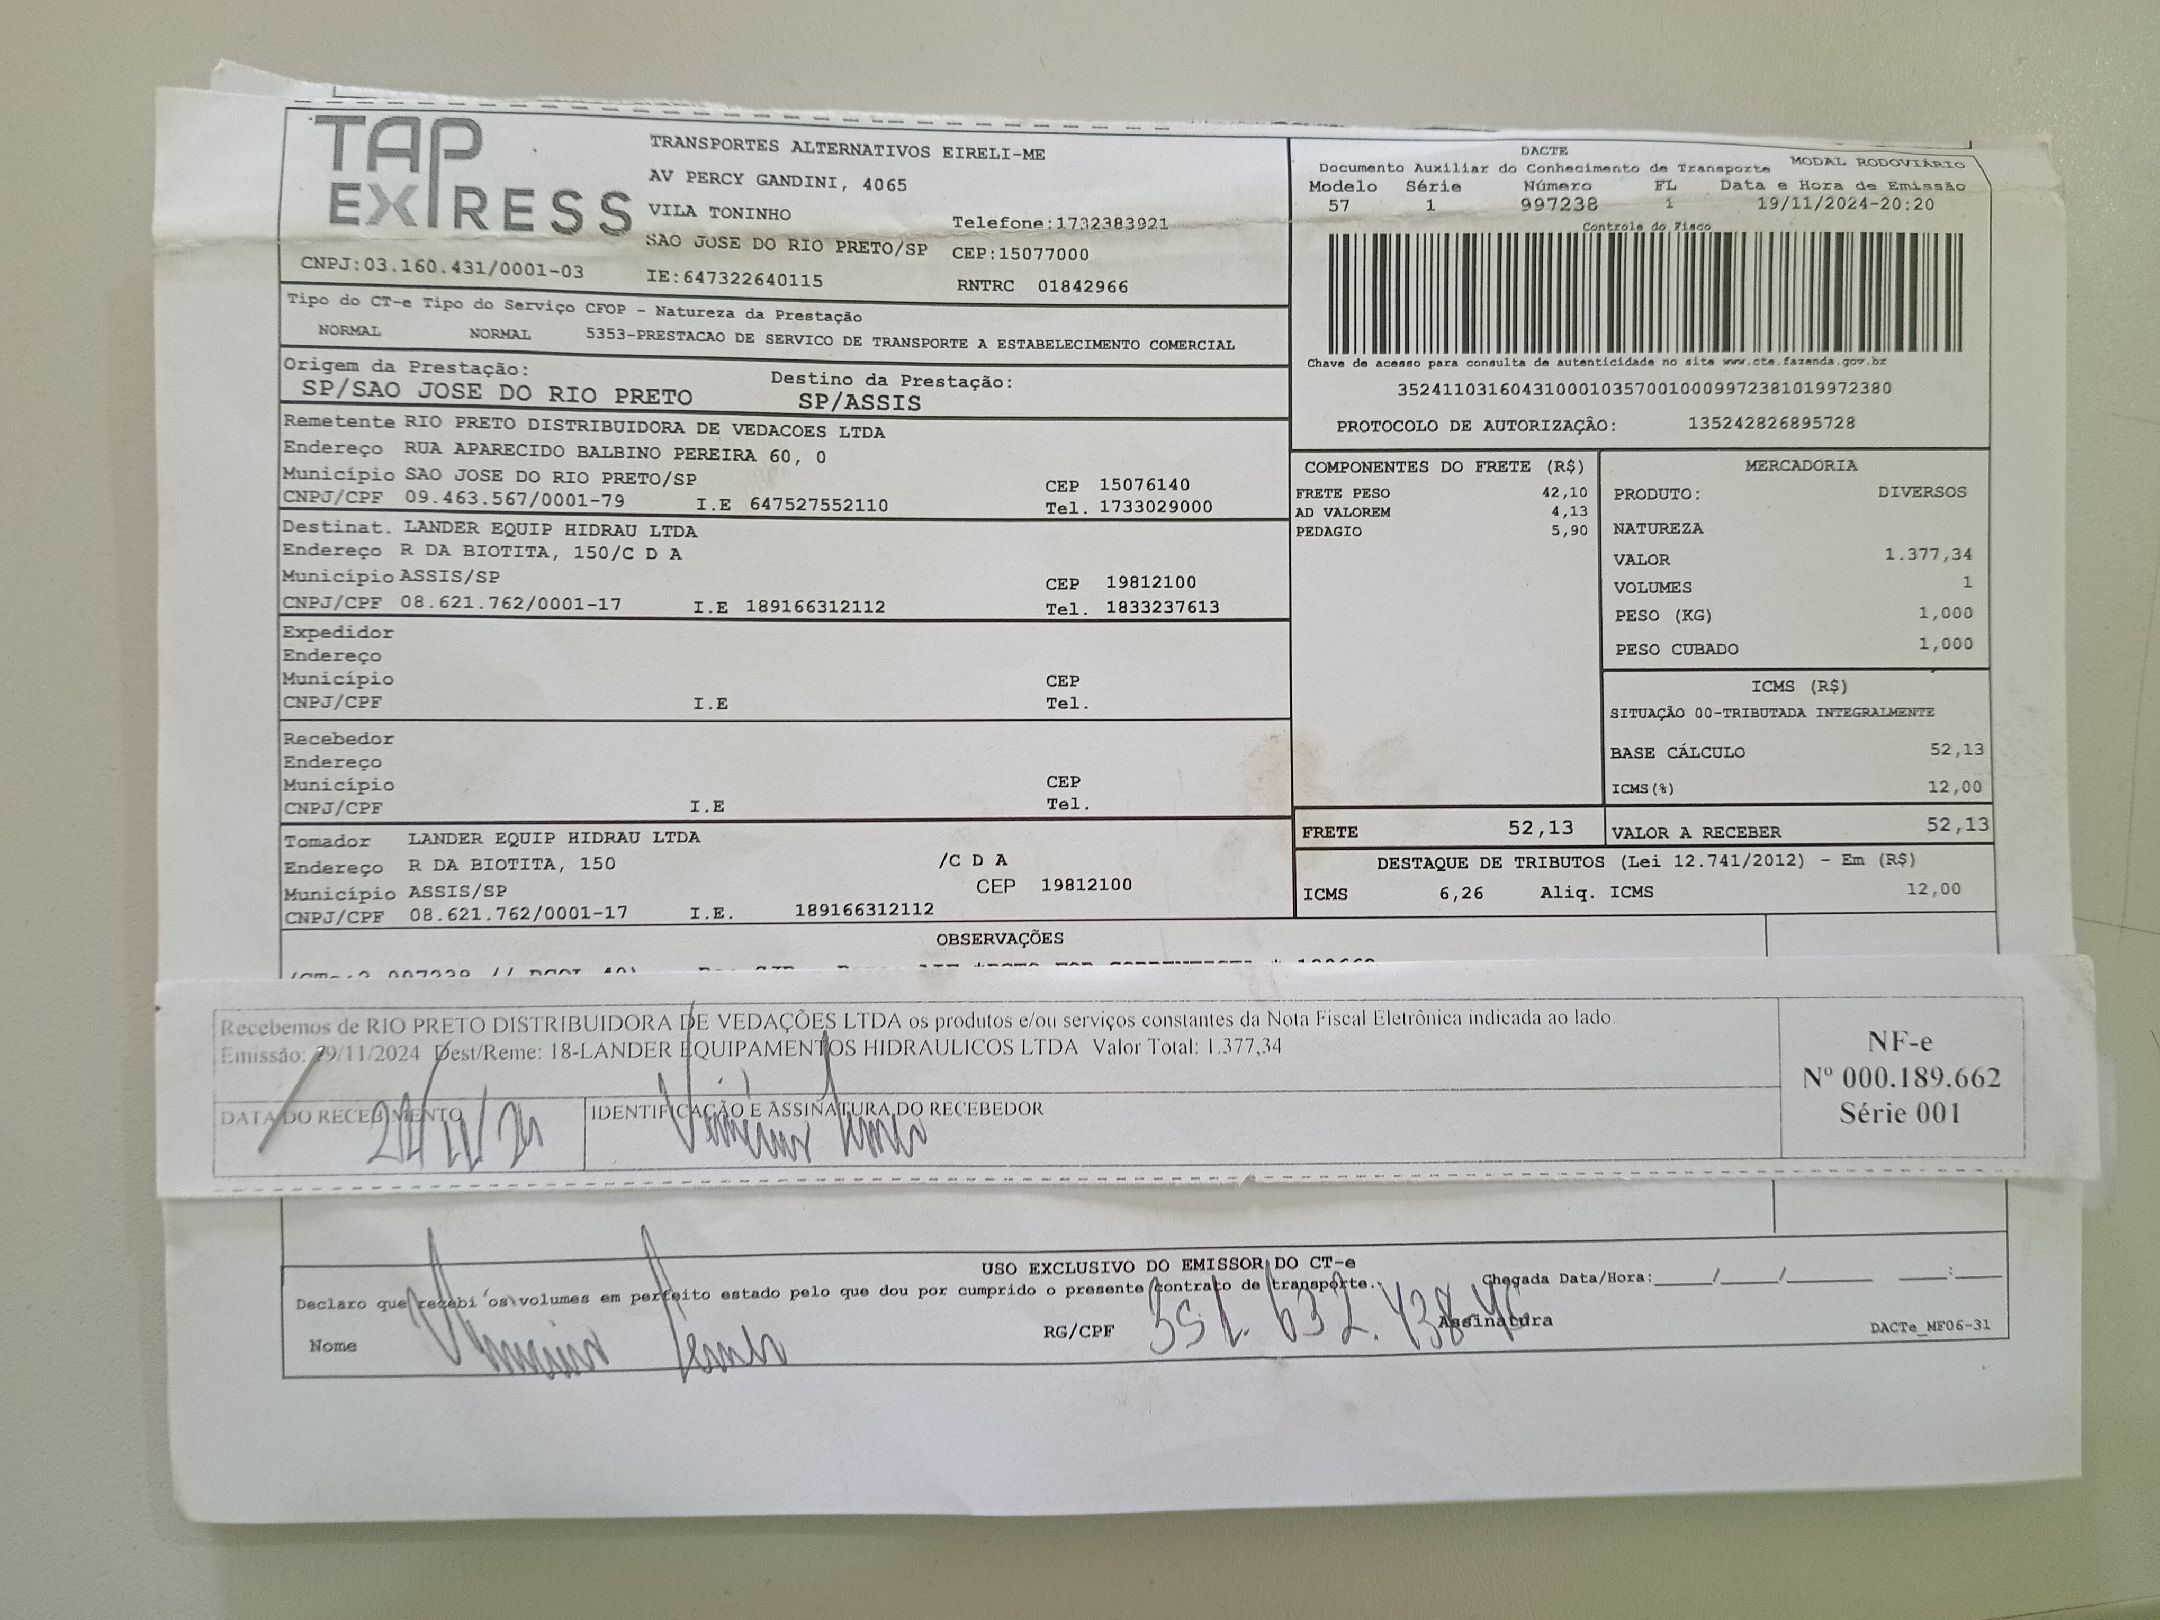 TAP EXPRESS
TRANSPORTES ALTERNATIVOS EIRELI-ME
AV PERCY GANDINI, 4065
VILA TONINHO Telefone:1732383921
SAO JOSE DO RIO PRETO/SP CEP:15077000
CNPJ:03.160.431/0001-03 IE:647322640115 RNTRC 01842966
DACTE
Documento Auxiliar do Conhecimento de Transporte MODAL RODOVIÁRIO
Modelo Série Número FL Data e Hora de Emissão
57 1 997238 1 19/11/2024-20:20
Controle do Fisco
Chave de acesso para consulta de autenticidade no site www.cte.fazenda.gov.br
35241103160431000103570010009972381019972380
PROTOCOLO DE AUTORIZAÇÃO: 135242826895728
Tipo do CT-e Tipo do Serviço CFOP - Natureza da Prestação
NORMAL NORMAL 5353-PRESTACAO DE SERVICO DE TRANSPORTE A ESTABELECIMENTO COMERCIAL
Origem da Prestação: Destino da Prestação:
SP/SAO JOSE DO RIO PRETO SP/ASSIS
Remetente RIO PRETO DISTRIBUIDORA DE VEDACOES LTDA
Endereço RUA APARECIDO BALBINO PEREIRA 60, 0
Município SAO JOSE DO RIO PRETO/SP CEP 15076140
CNPJ/CPF 09.463.567/0001-79 I.E 647527552110 Tel. 1733029000
Destinat. LANDER EQUIP HIDRAU LTDA
Endereço R DA BIOTITA, 150/C D A
Município ASSIS/SP CEP 19812100
CNPJ/CPF 08.621.762/0001-17 I.E 189166312112 Tel. 1833237613
Expedidor
Endereço
Município CEP
CNPJ/CPF I.E Tel.
Recebedor
Endereço
Município CEP
CNPJ/CPF I.E Tel.
Tomador LANDER EQUIP HIDRAU LTDA
Endereço R DA BIOTITA, 150 /C D A
Município ASSIS/SP CEP 19812100
CNPJ/CPF 08.621.762/0001-17 I.E. 189166312112
COMPONENTES DO FRETE (R$)
FRETE PESO 42,10
AD VALOREM 4,13
PEDAGIO 5,90
MERCADORIA
PRODUTO: DIVERSOS
NATUREZA
VALOR 1.377,34
VOLUMES 1
PESO (KG) 1,000
PESO CUBADO 1,000
ICMS (R$)
SITUAÇÃO 00-TRIBUTADA INTEGRALMENTE
BASE CÁLCULO 52,13
ICMS(%) 12,00
FRETE 52,13 VALOR A RECEBER 52,13
DESTAQUE DE TRIBUTOS (Lei 12.741/2012) - Em (R$)
ICMS 6,26 Aliq. ICMS 12,00
OBSERVAÇÕES
Recebemos de RIO PRETO DISTRIBUIDORA DE VEDAÇÕES LTDA os produtos e/ou serviços constantes da Nota Fiscal Eletrônica indicada ao lado.
Emissão: 19/11/2024 Dest/Reme: 18-LANDER EQUIPAMENTOS HIDRAULICOS LTDA Valor Total: 1.377,34
DATA DO RECEBIMENTO IDENTIFICAÇÃO E ASSINATURA DO RECEBEDOR
NF-e
Nº 000.189.662
Série 001
USO EXCLUSIVO DO EMISSOR DO CT-e
Declaro que recebi os volumes em perfeito estado pelo que dou por cumprido o presente contrato de transporte. Chegada Data/Hora:____/____/______ ____:____
Nome RG/CPF Assinatura
DACTe_MF06-31